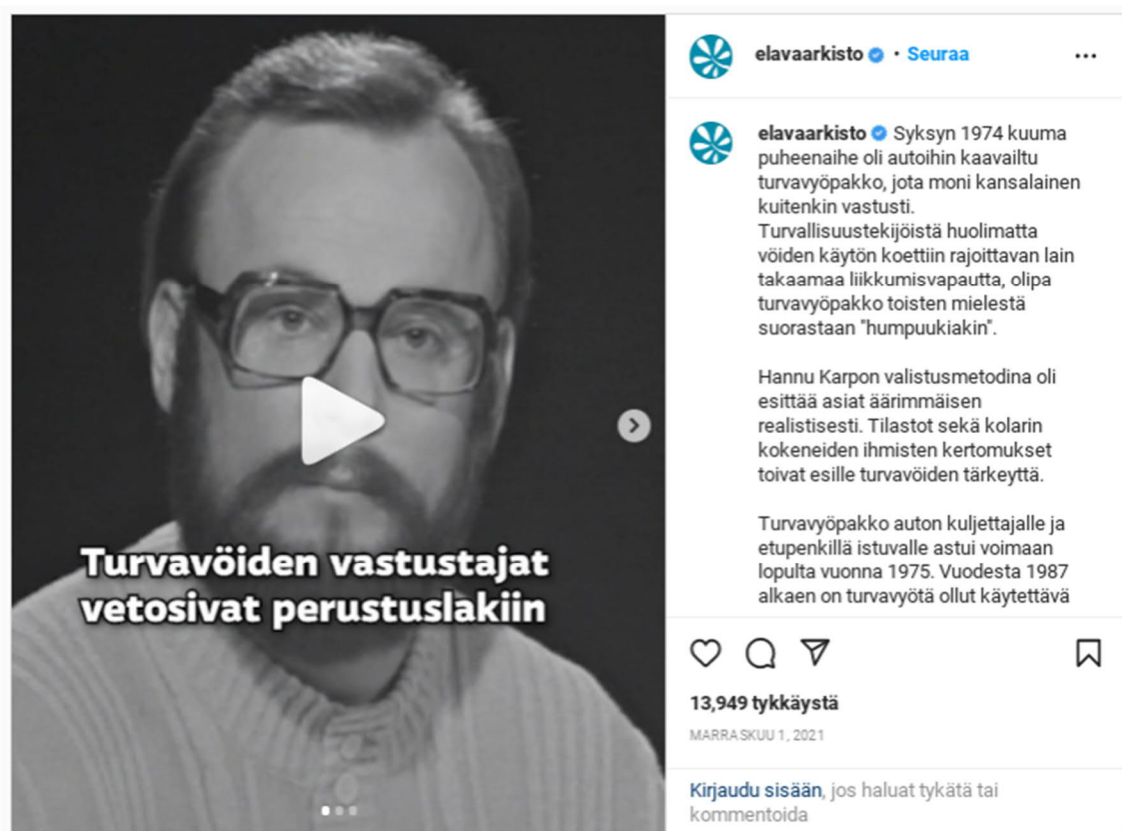 Turvavöiden vastustajat
vetosivat perustuslakiin
elavaarkisto • Seuraa
elavaarkisto Syksyn 1974 kuuma
puheenaihe oli autoihin kaavailtu
turvavyöpakko, jota moni kansalainen
kuitenkin vastusti.
Turvallisuustekijöistä huolimatta
vöiden käytön koettiin rajoittavan lain
takaamaa liikkumisvapautta, olipa
turvavyöpakko toisten mielestä
suorastaan "humpuukiakin".
Hannu Karpon valistusmetodina oli
esittää asiat äärimmäisen
realistisesti. Tilastot sekä kolarin
kokeneiden ihmisten kertomukset
toivat esille turvavöiden tärkeyttä.
Turvavyöpakko auton kuljettajalle ja
etupenkillä istuvalle astui voimaan
lopulta vuonna 1975. Vuodesta 1987
alkaen on turvavyötä ollut käytettävä
13,949 tykkäystä
MARRASKUU 1, 2021
Kirjaudu sisään, jos haluat tykätä tai
kommentoida